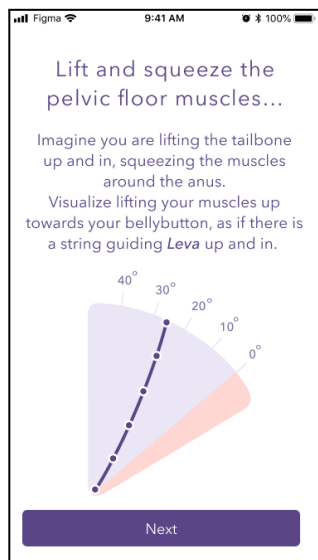 Figma 9:41 AM 100%
Lift and squeeze the
pelvic floor muscles...
Imagine you are lifting the tailbone
up and in, squeezing the muscles
around the anus.
Visualize lifting your muscles up
towards your bellybutton, as if there is
a string guiding Leva up and in.
40°
30°
20°
10°
0°
Next